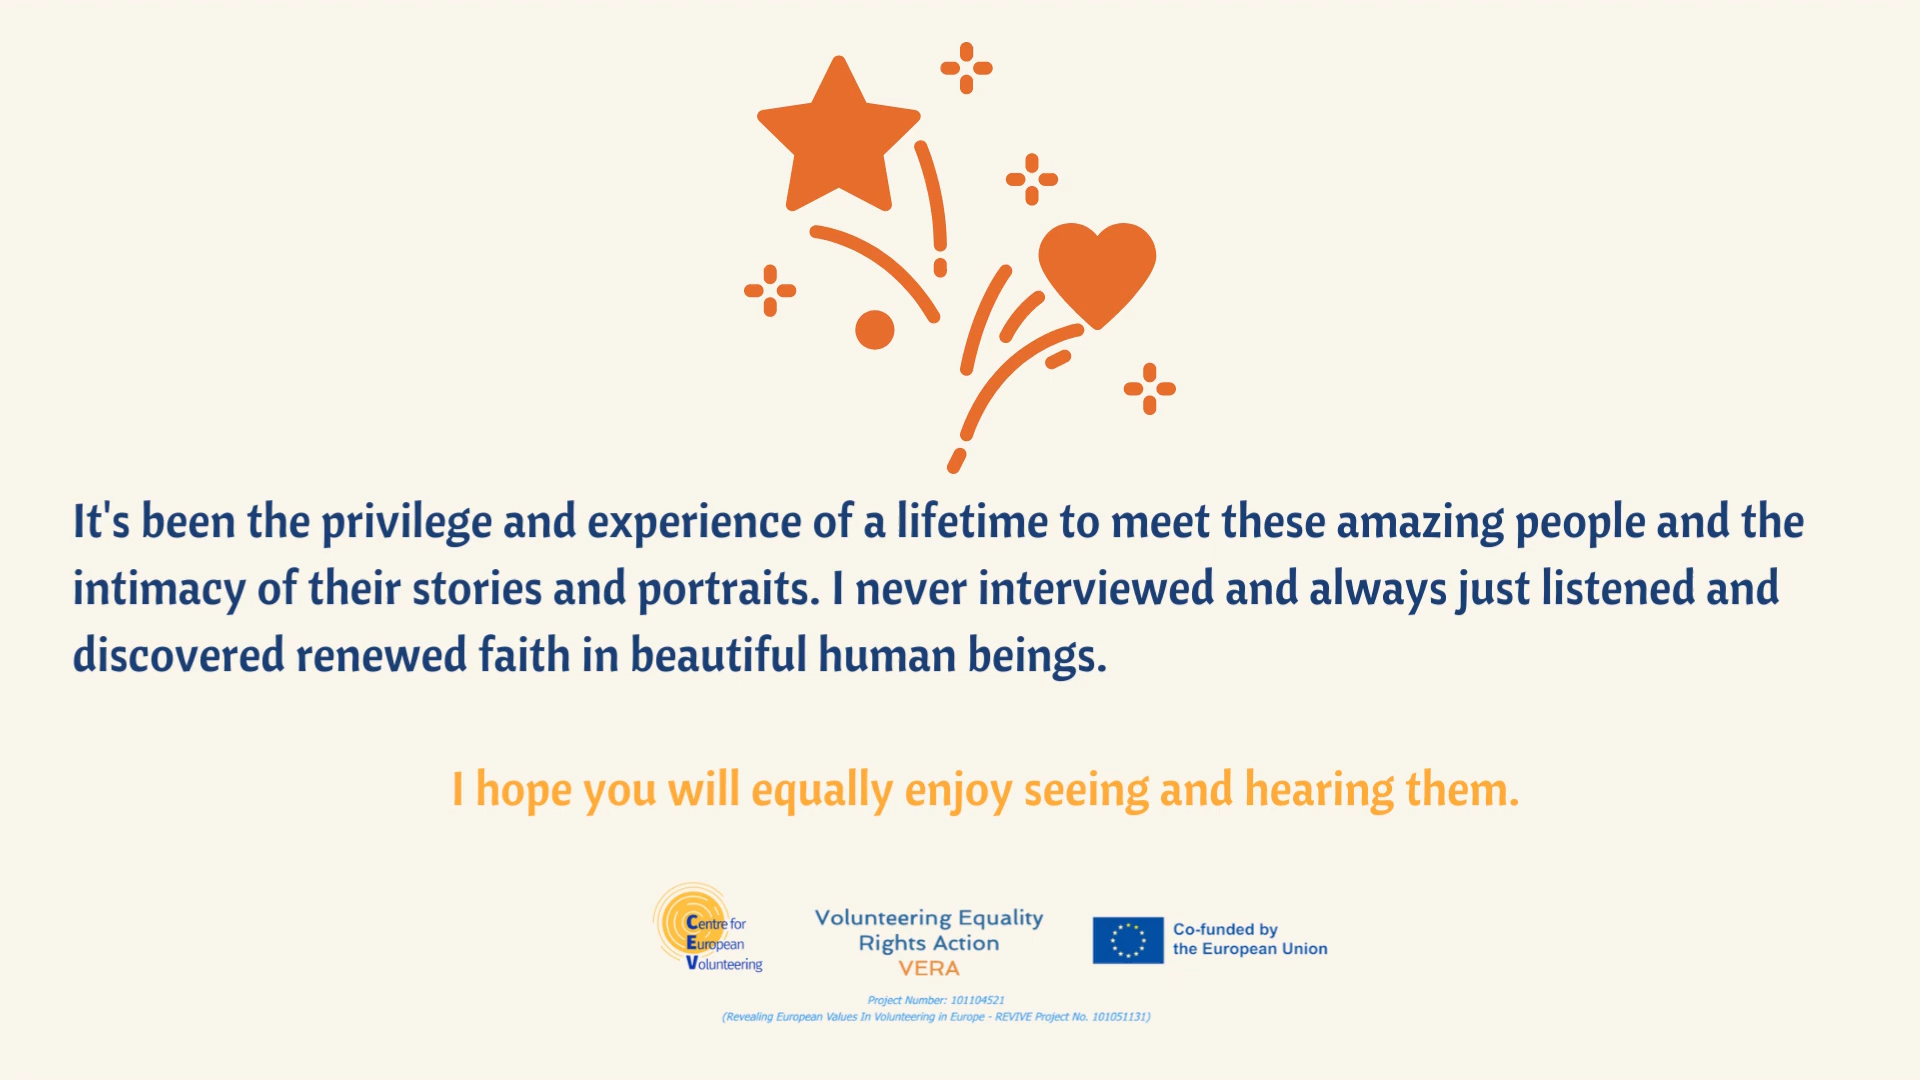 It's been the privilege and experience of a lifetime to meet these amazing people and the
intimacy of their stories and portraits. I never interviewed and always just listened and
discovered renewed faith in beautiful human beings.
I hope you will equally enjoy seeing and hearing them.
Centre for
European
Volunteering
Volunteering Equality
Rights Action
VERA
Co-funded by
the European Union
Project Number: 101104521
(Revealing European Values In Volunteering in Europe - REVIVE Project No. 101051131)